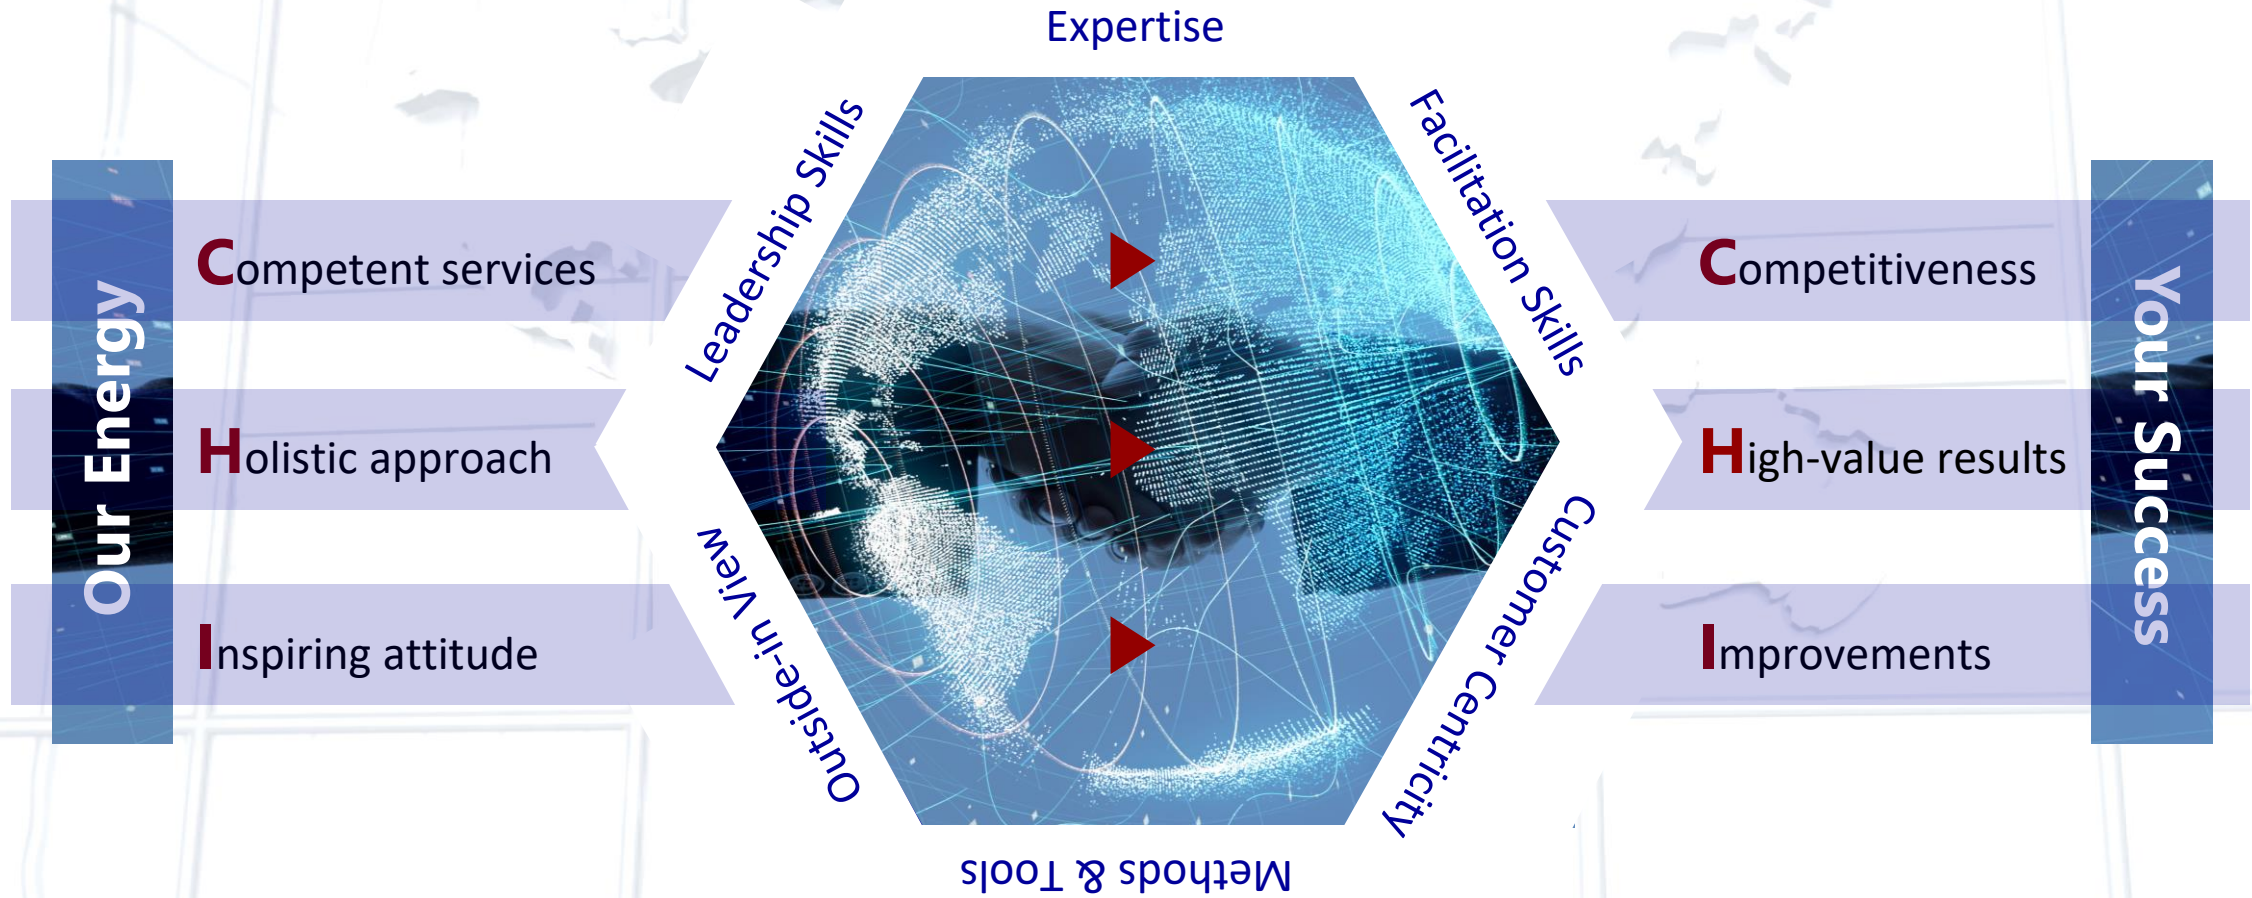 Expertise
Leadership Skills
Facilitation Skills
Our Energy
Competent services
Holistic approach
Inspiring attitude
Competitiveness
High-value results
Improvements
Your Success
Outside-in View
Customer Centricity
Methods & Tools